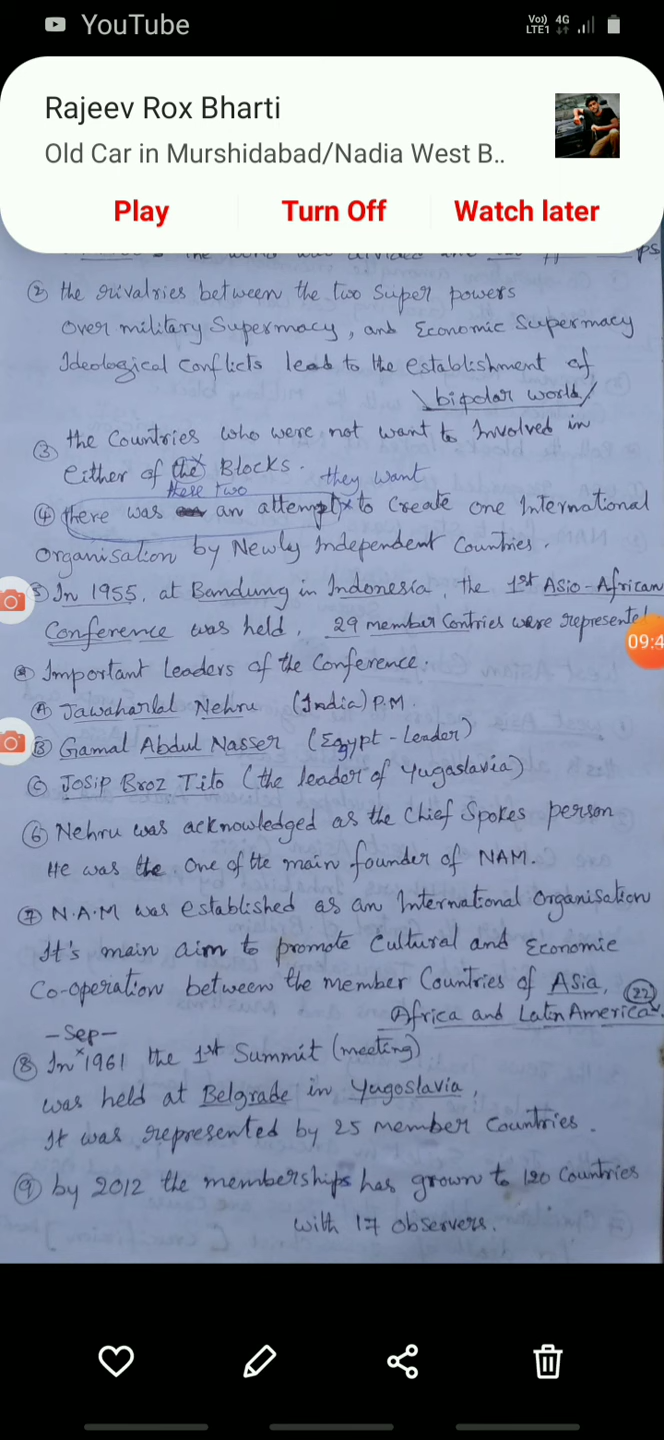 YouTube
Vo)) 4G
LTE1
Rajeev Rox Bharti
Old Car in Murshidabad/Nadia West B..
Play Turn Off Watch later
② the rivalries between the two Super powers
over military Supermacy, and Economic Supermacy
Ideological conflicts lead to the establishment of
bipolar world
③ the Countries who were not want to Involved in
either of the Blocks.
these two
they want
④ there was an attempt to Create one International
Organisation by Newly Independent Countries.
⑤ In 1955, at Bandung in Indonesia, the 1st Asio-African
Conference was held, 29 member Contries were represented
Important Leaders of the Conference.
Ⓐ Jawaharlal Nehru (India) P.M.
Ⓑ Gamal Abdul Nasser (Egypt-Leader)
Ⓒ Josip Broz Tito (the leader of Yugaslavia)
⑥ Nehru was acknowledged as the Chief Spokes person
He was the One of the main founder of NAM.
⑦ N.A.M was established as an International Organisation
It's main aim to promote Cultural and Economic
Co-operation between the member Countries of Asia,
22
Africa and Latin America.
-Sep-
⑧ In 1961 the 1st Summit (meeting)
was held at Belgrade in Yugoslavia,
It was represented by 25 member Countries.
⑨ by 2012 the memberships has grown to 120 Countries
with 17 observers.
09:4